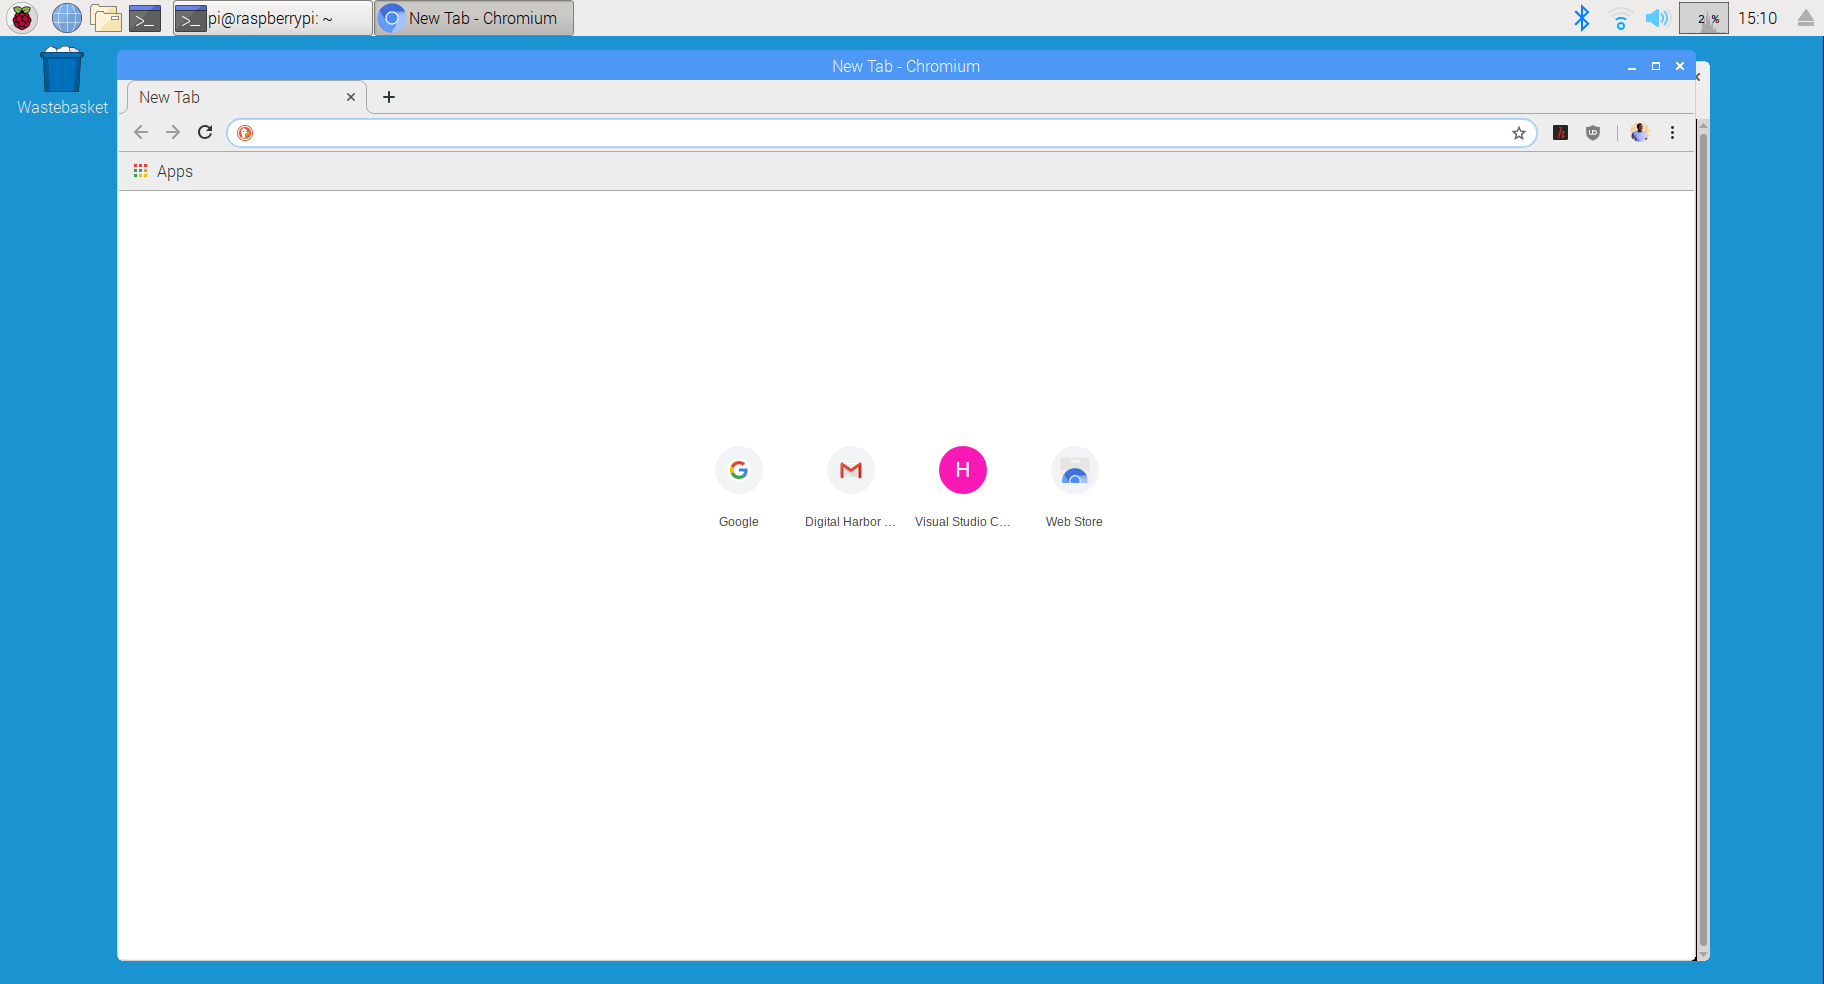 pi@raspberrypi: ~
New Tab - Chromium
2 %
15:10
Wastebasket
New Tab - Chromium
New Tab
Apps
H
Google
Digital Harbor ...
Visual Studio C...
Web Store